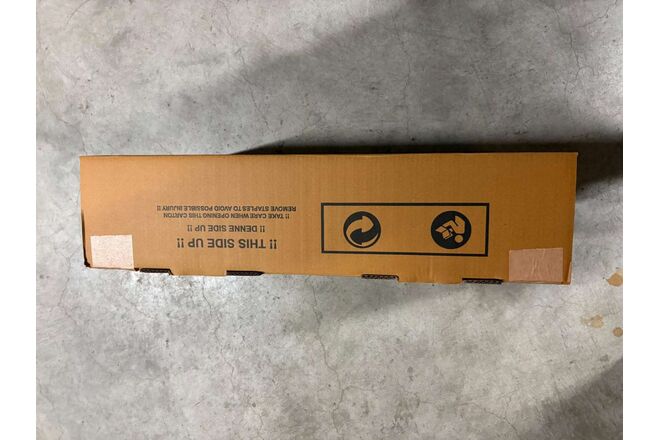 !! THIS SIDE UP !!
!! DENNE SIDE UP !!
REMOVE STAPLES TO AVOID POSSIBLE INJURY !!
!! TAKE CARE WHEN OPENING THIS CARTON